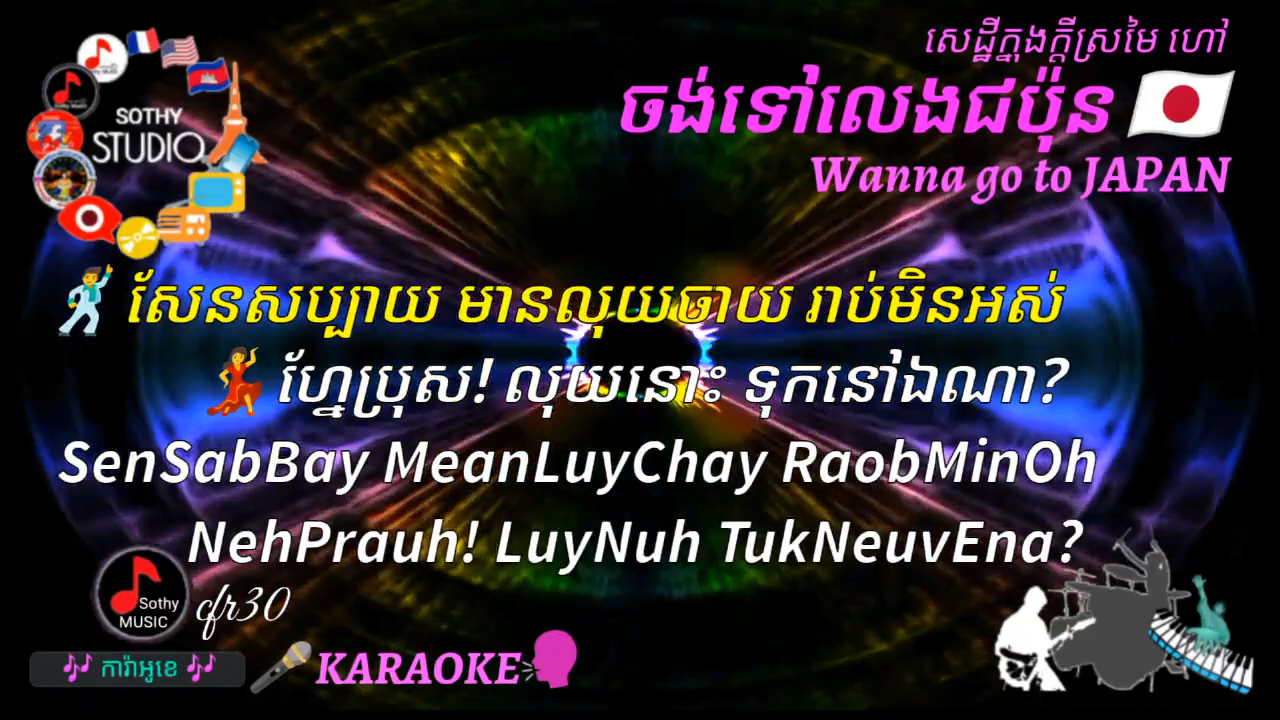 SOTHY
STUDIO
សេដ្ឋីក្នុងក្តីស្រមៃ ហៅ
ចង់ទៅលេងជប៉ុន
Wanna go to JAPAN
សែនសប្បាយ មានលុយចាយ រាប់មិនអស់
ហ្នែប្រុស! លុយនោះ ទុកនៅឯណា?
SenSabBay MeanLuyChay RaobMinOh
NehPrauh! LuyNuh TukNeuvEna?
Sothy
MUSIC
cfr30
ការ៉ាអូខេ
KARAOKE